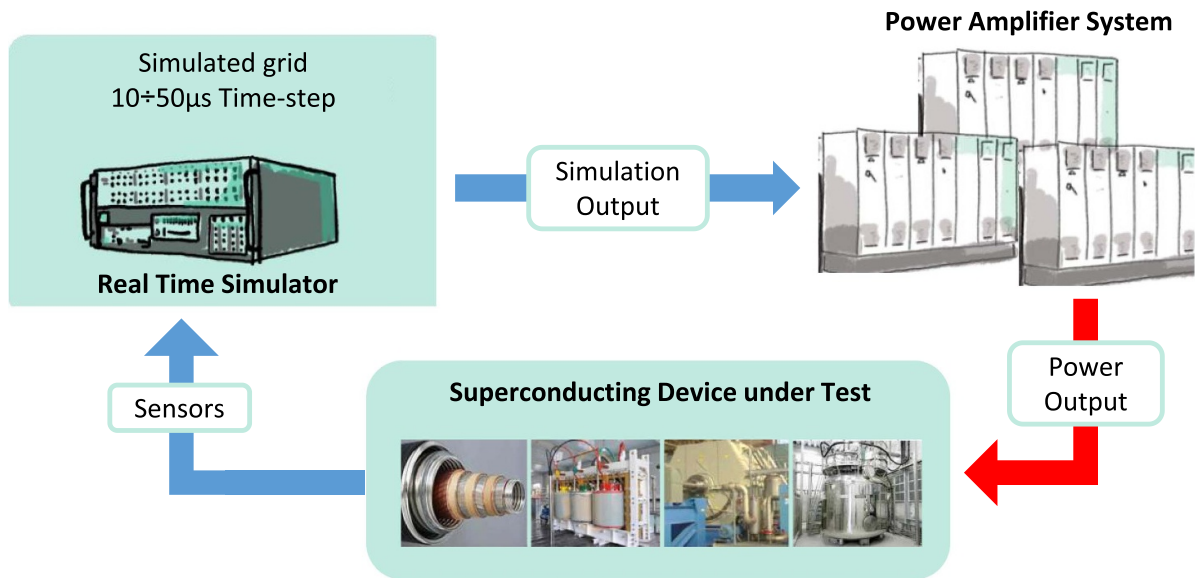 Power Amplifier System
Simulated grid
10÷50µs Time-step
Real Time Simulator
Simulation
Output
Power
Output
Sensors
Superconducting Device under Test